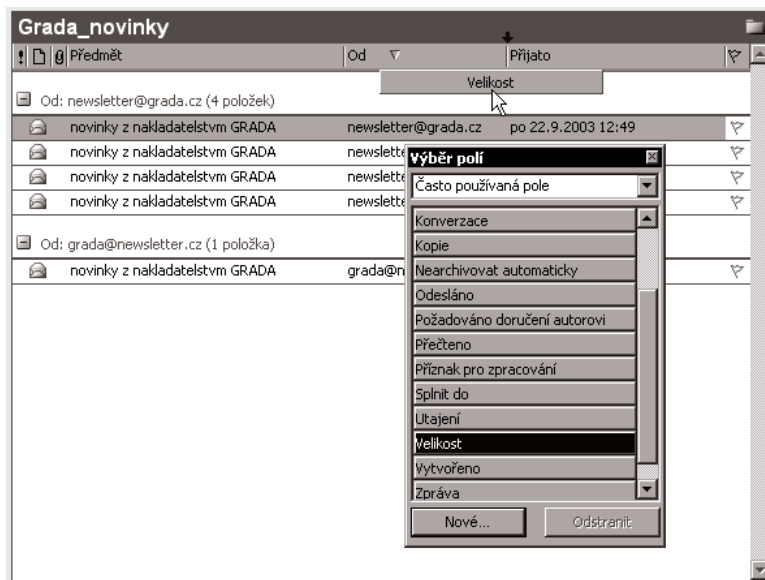 Grada_novinky
! Předmět Od Přijato
Velikost
Od: newsletter@grada.cz (4 položek)
novinky z nakladatelstvm GRADA newsletter@grada.cz po 22.9.2003 12:49
novinky z nakladatelstvm GRADA newslette
novinky z nakladatelstvm GRADA newslette
novinky z nakladatelstvm GRADA newslette
Od: grada@newsletter.cz (1 položka)
novinky z nakladatelstvm GRADA grada@n
Výběr polí
Často používaná pole
Konverzace
Kopie
Nearchivovat automaticky
Odesláno
Požadováno doručení autorovi
Přečteno
Příznak pro zpracování
Splnit do
Utajení
Velikost
Vytvořeno
Zpráva
Nové... Odstranit